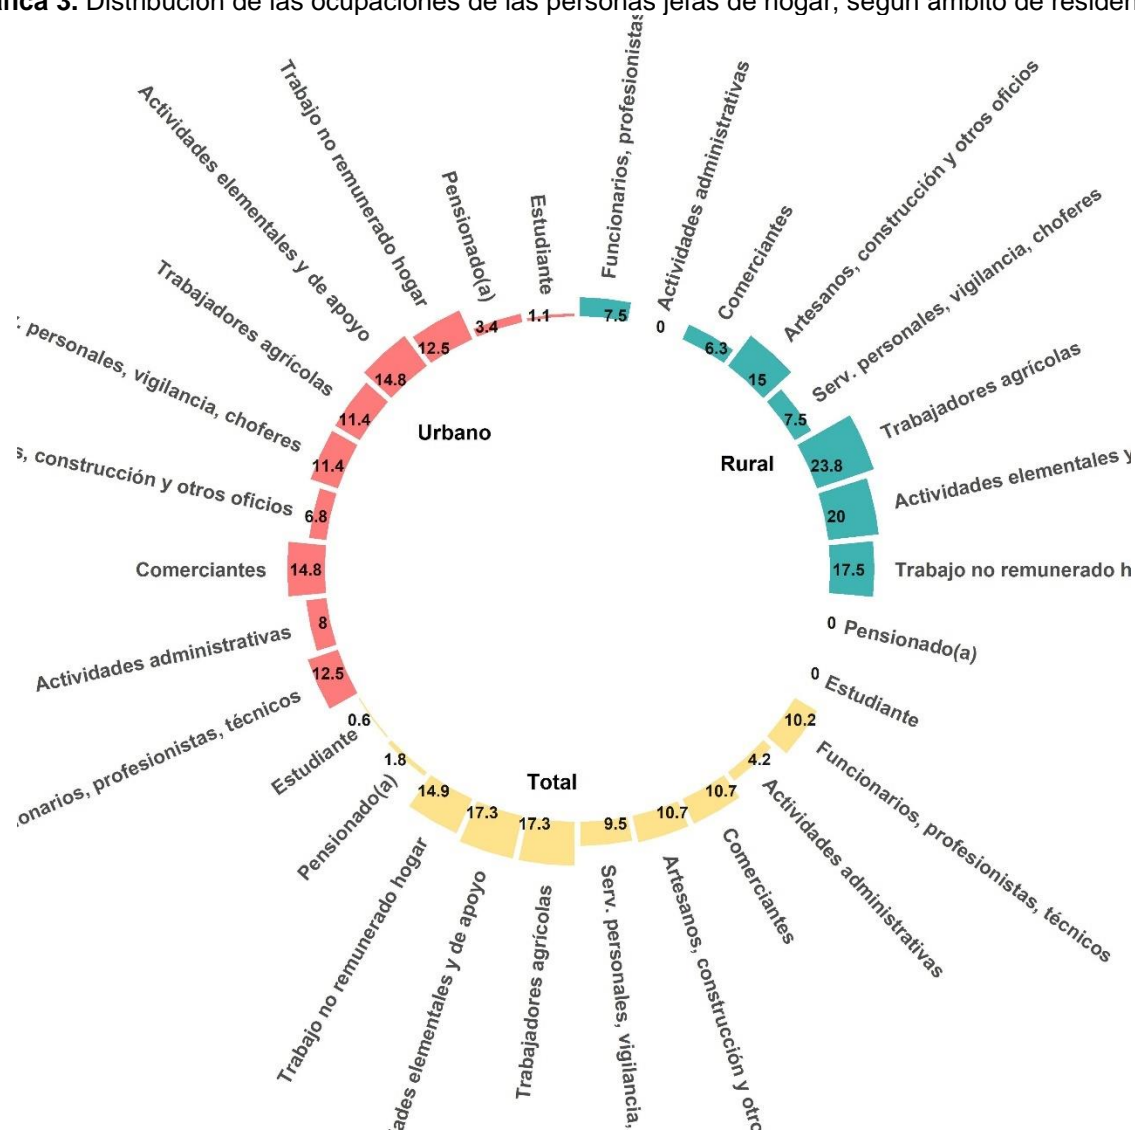 áfica 3. Distribución de las ocupaciones de las personas jefas de hogar, según ámbito de residen
Rural
Funcionarios, profesionistas
7.5
Actividades administrativas
0
Comerciantes
6.3
Artesanos, construcción y otros oficios
15
Serv. personales, vigilancia, choferes
7.5
Trabajadores agrícolas
23.8
Actividades elementales y
20
Trabajo no remunerado h
17.5
Pensionado(a)
0
Estudiante
0
Total
Funcionarios, profesionistas, técnicos
10.2
Actividades administrativas
4.2
Comerciantes
10.7
Artesanos, construcción y otro
10.7
Serv. personales, vigilancia,
9.5
Trabajadores agrícolas
17.3
ades elementales y de apoyo
17.3
Trabajo no remunerado hogar
14.9
Pensionado(a)
1.8
Estudiante
0.6
Urbano
onarios, profesionistas, técnicos
12.5
Actividades administrativas
8
Comerciantes
14.8
s, construcción y otros oficios
6.8
. personales, vigilancia, choferes
11.4
Trabajadores agrícolas
11.4
Actividades elementales y de apoyo
14.8
Trabajo no remunerado hogar
12.5
Pensionado(a)
3.4
Estudiante
1.1